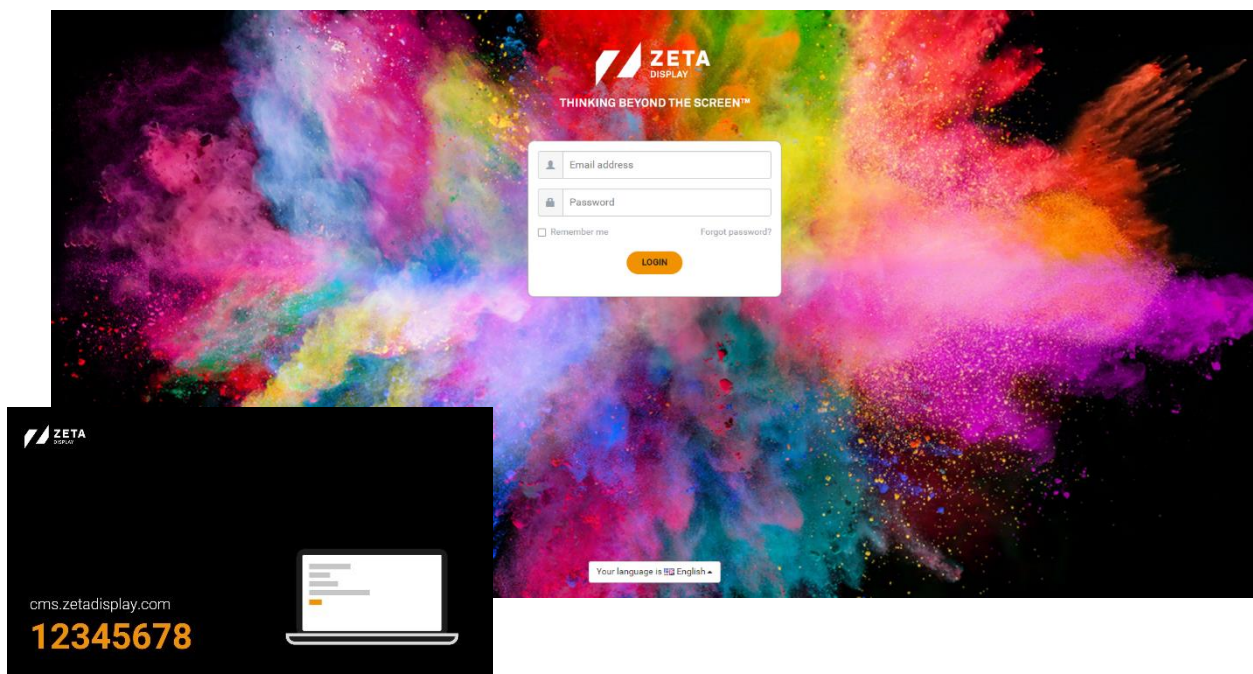 ZETA
DISPLAY
THINKING BEYOND THE SCREEN™
Email address
Password
Remember me
Forgot password?
LOGIN
Your language is English
ZETA
DISPLAY
cms.zetadisplay.com
12345678